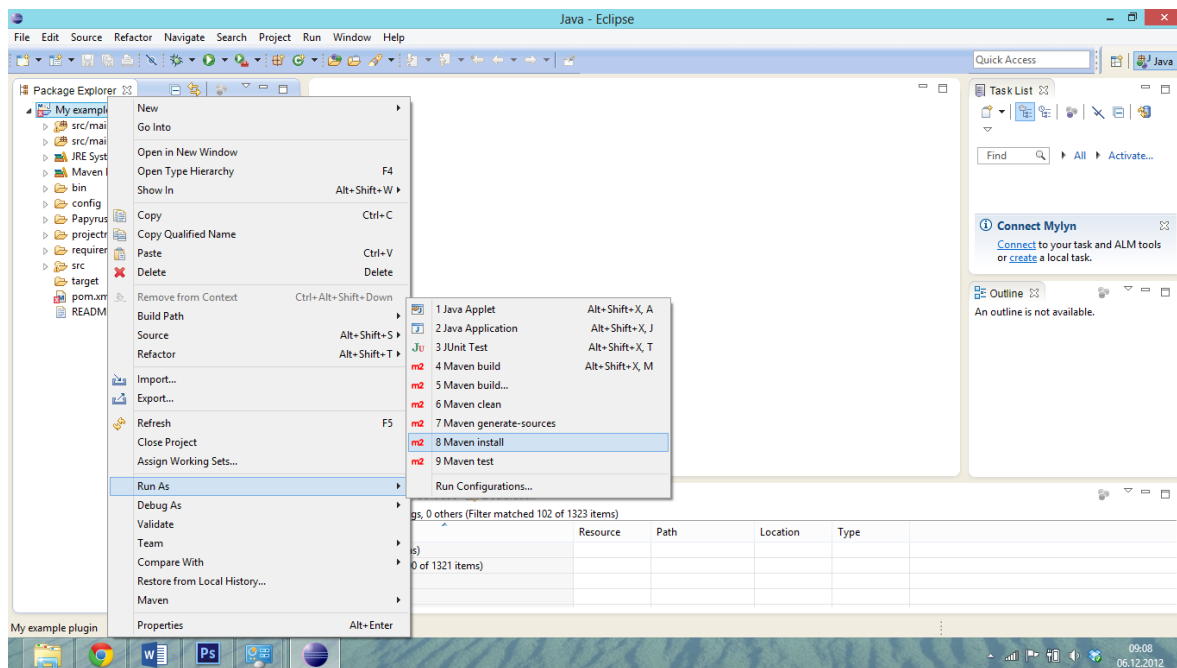 Java - Eclipse
File Edit Source Refactor Navigate Search Project Run Window Help
Quick Access
Java
Package Explorer
My example
src/mai
src/mai
JRE Syst
Maven
bin
config
Papyrus
projectr
requirer
src
target
pom.xm
READM
New
Go Into
Open in New Window
Open Type Hierarchy F4
Show In Alt+Shift+W
Copy Ctrl+C
Copy Qualified Name
Paste Ctrl+V
Delete Delete
Remove from Context Ctrl+Alt+Shift+Down
Build Path
Source Alt+Shift+S
Refactor Alt+Shift+T
Import...
Export...
Refresh F5
Close Project
Assign Working Sets...
Run As
Debug As
Validate
Team
Compare With
Restore from Local History...
Maven
Properties Alt+Enter
1 Java Applet Alt+Shift+X, A
2 Java Application Alt+Shift+X, J
3 JUnit Test Alt+Shift+X, T
4 Maven build Alt+Shift+X, M
5 Maven build...
6 Maven clean
7 Maven generate-sources
8 Maven install
9 Maven test
Run Configurations...
Task List
Find All Activate...
Connect Mylyn
Connect to your task and ALM tools
or create a local task.
Outline
An outline is not available.
gs, 0 others (Filter matched 102 of 1323 items)
Resource Path Location Type
s)
0 of 1321 items)
My example plugin
Ps
09:08
06.12.2012